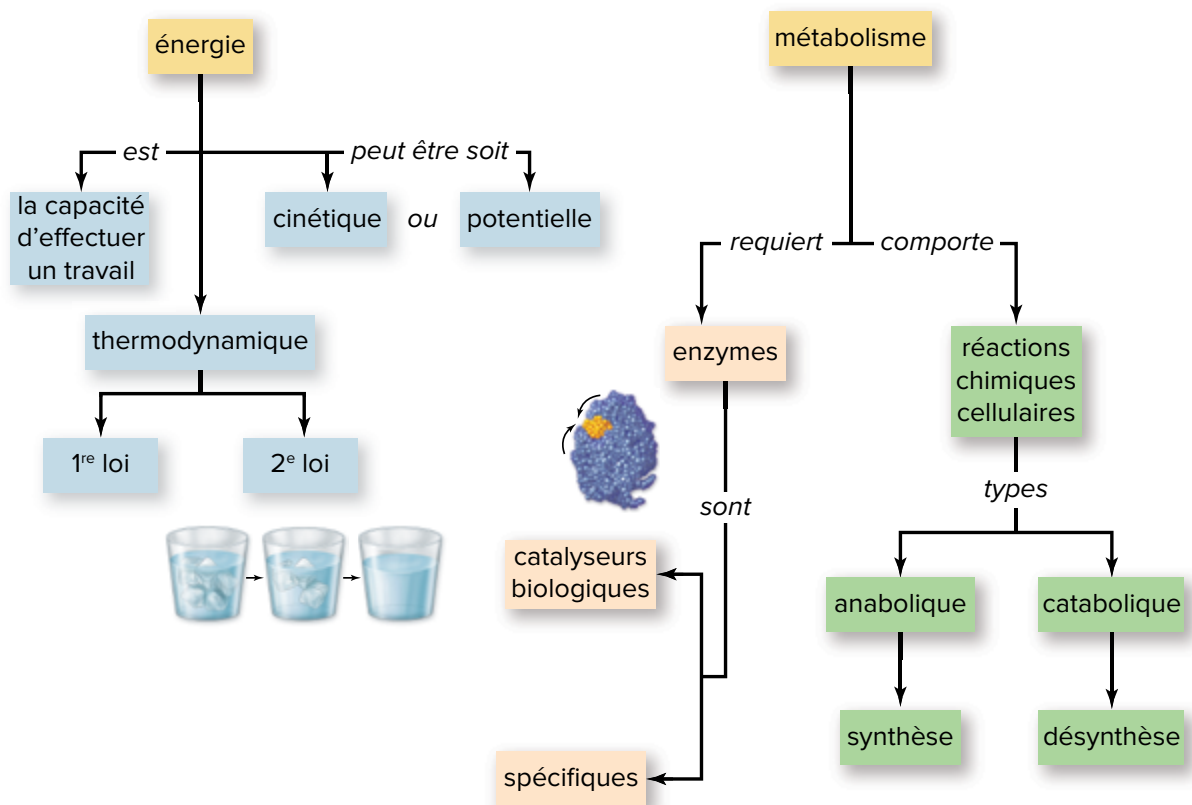 énergie
est
peut être soit
la capacité
d'effectuer
un travail
cinétique
ou
potentielle
thermodynamique
1re loi
2e loi
métabolisme
requiert
comporte
enzymes
sont
catalyseurs
biologiques
spécifiques
réactions
chimiques
cellulaires
types
anabolique
catabolique
synthèse
désynthèse